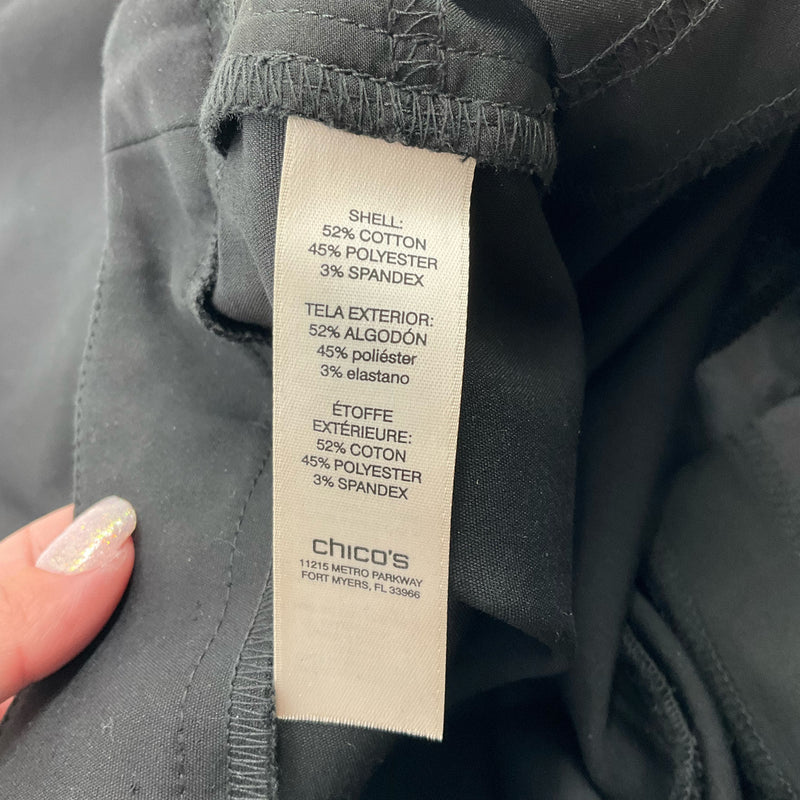 SHELL:
52% COTTON
45% POLYESTER
3% SPANDEX
TELA EXTERIOR:
52% ALGODÓN
45% poliéster
3% elastano
ÉTOFFE
EXTÉRIEURE:
52% COTON
45% POLYESTER
3% SPANDEX
chico's
11215 METRO PARKWAY
FORT MYERS, FL 33966